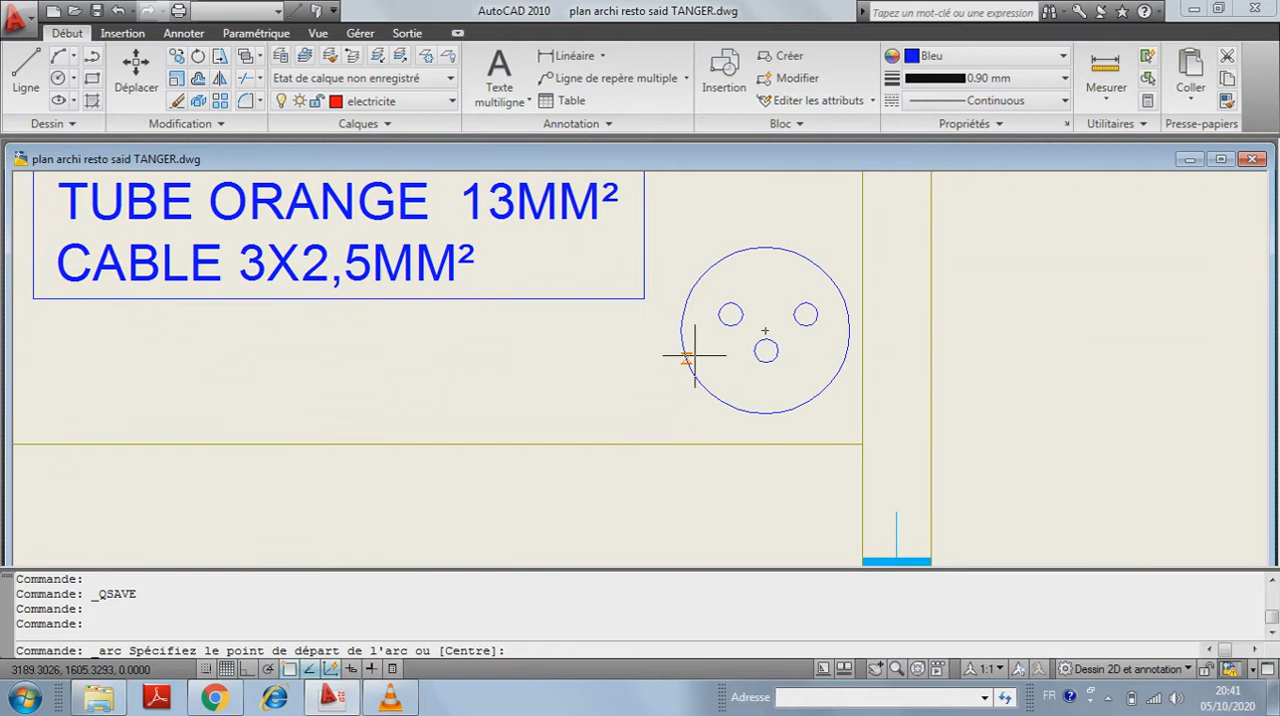 AutoCAD 2010 plan archi resto said TANGER.dwg
Tapez un mot-clé ou une expression
Début Insertion Annoter Paramétrique Vue Gérer Sortie
Ligne
Déplacer
Etat de calque non enregistré
electricite
Texte
multiligne
Linéaire
Ligne de repère multiple
Table
Insertion
Créer
Modifier
Editer les attributs
Bleu
0.90 mm
Continuous
Mesurer
Coller
Dessin Modification Calques Annotation Bloc Propriétés Utilitaires Presse-papiers
plan archi resto said TANGER.dwg
TUBE ORANGE 13MM²
CABLE 3X2,5MM²
Commande:
Commande: _QSAVE
Commande:
Commande:
Commande: _arc Spécifiez le point de départ de l'arc ou [Centre]:
3189.3026, 1605.3293, 0.0000
1:1
Dessin 2D et annotation
Adresse
FR
20:41
05/10/2020